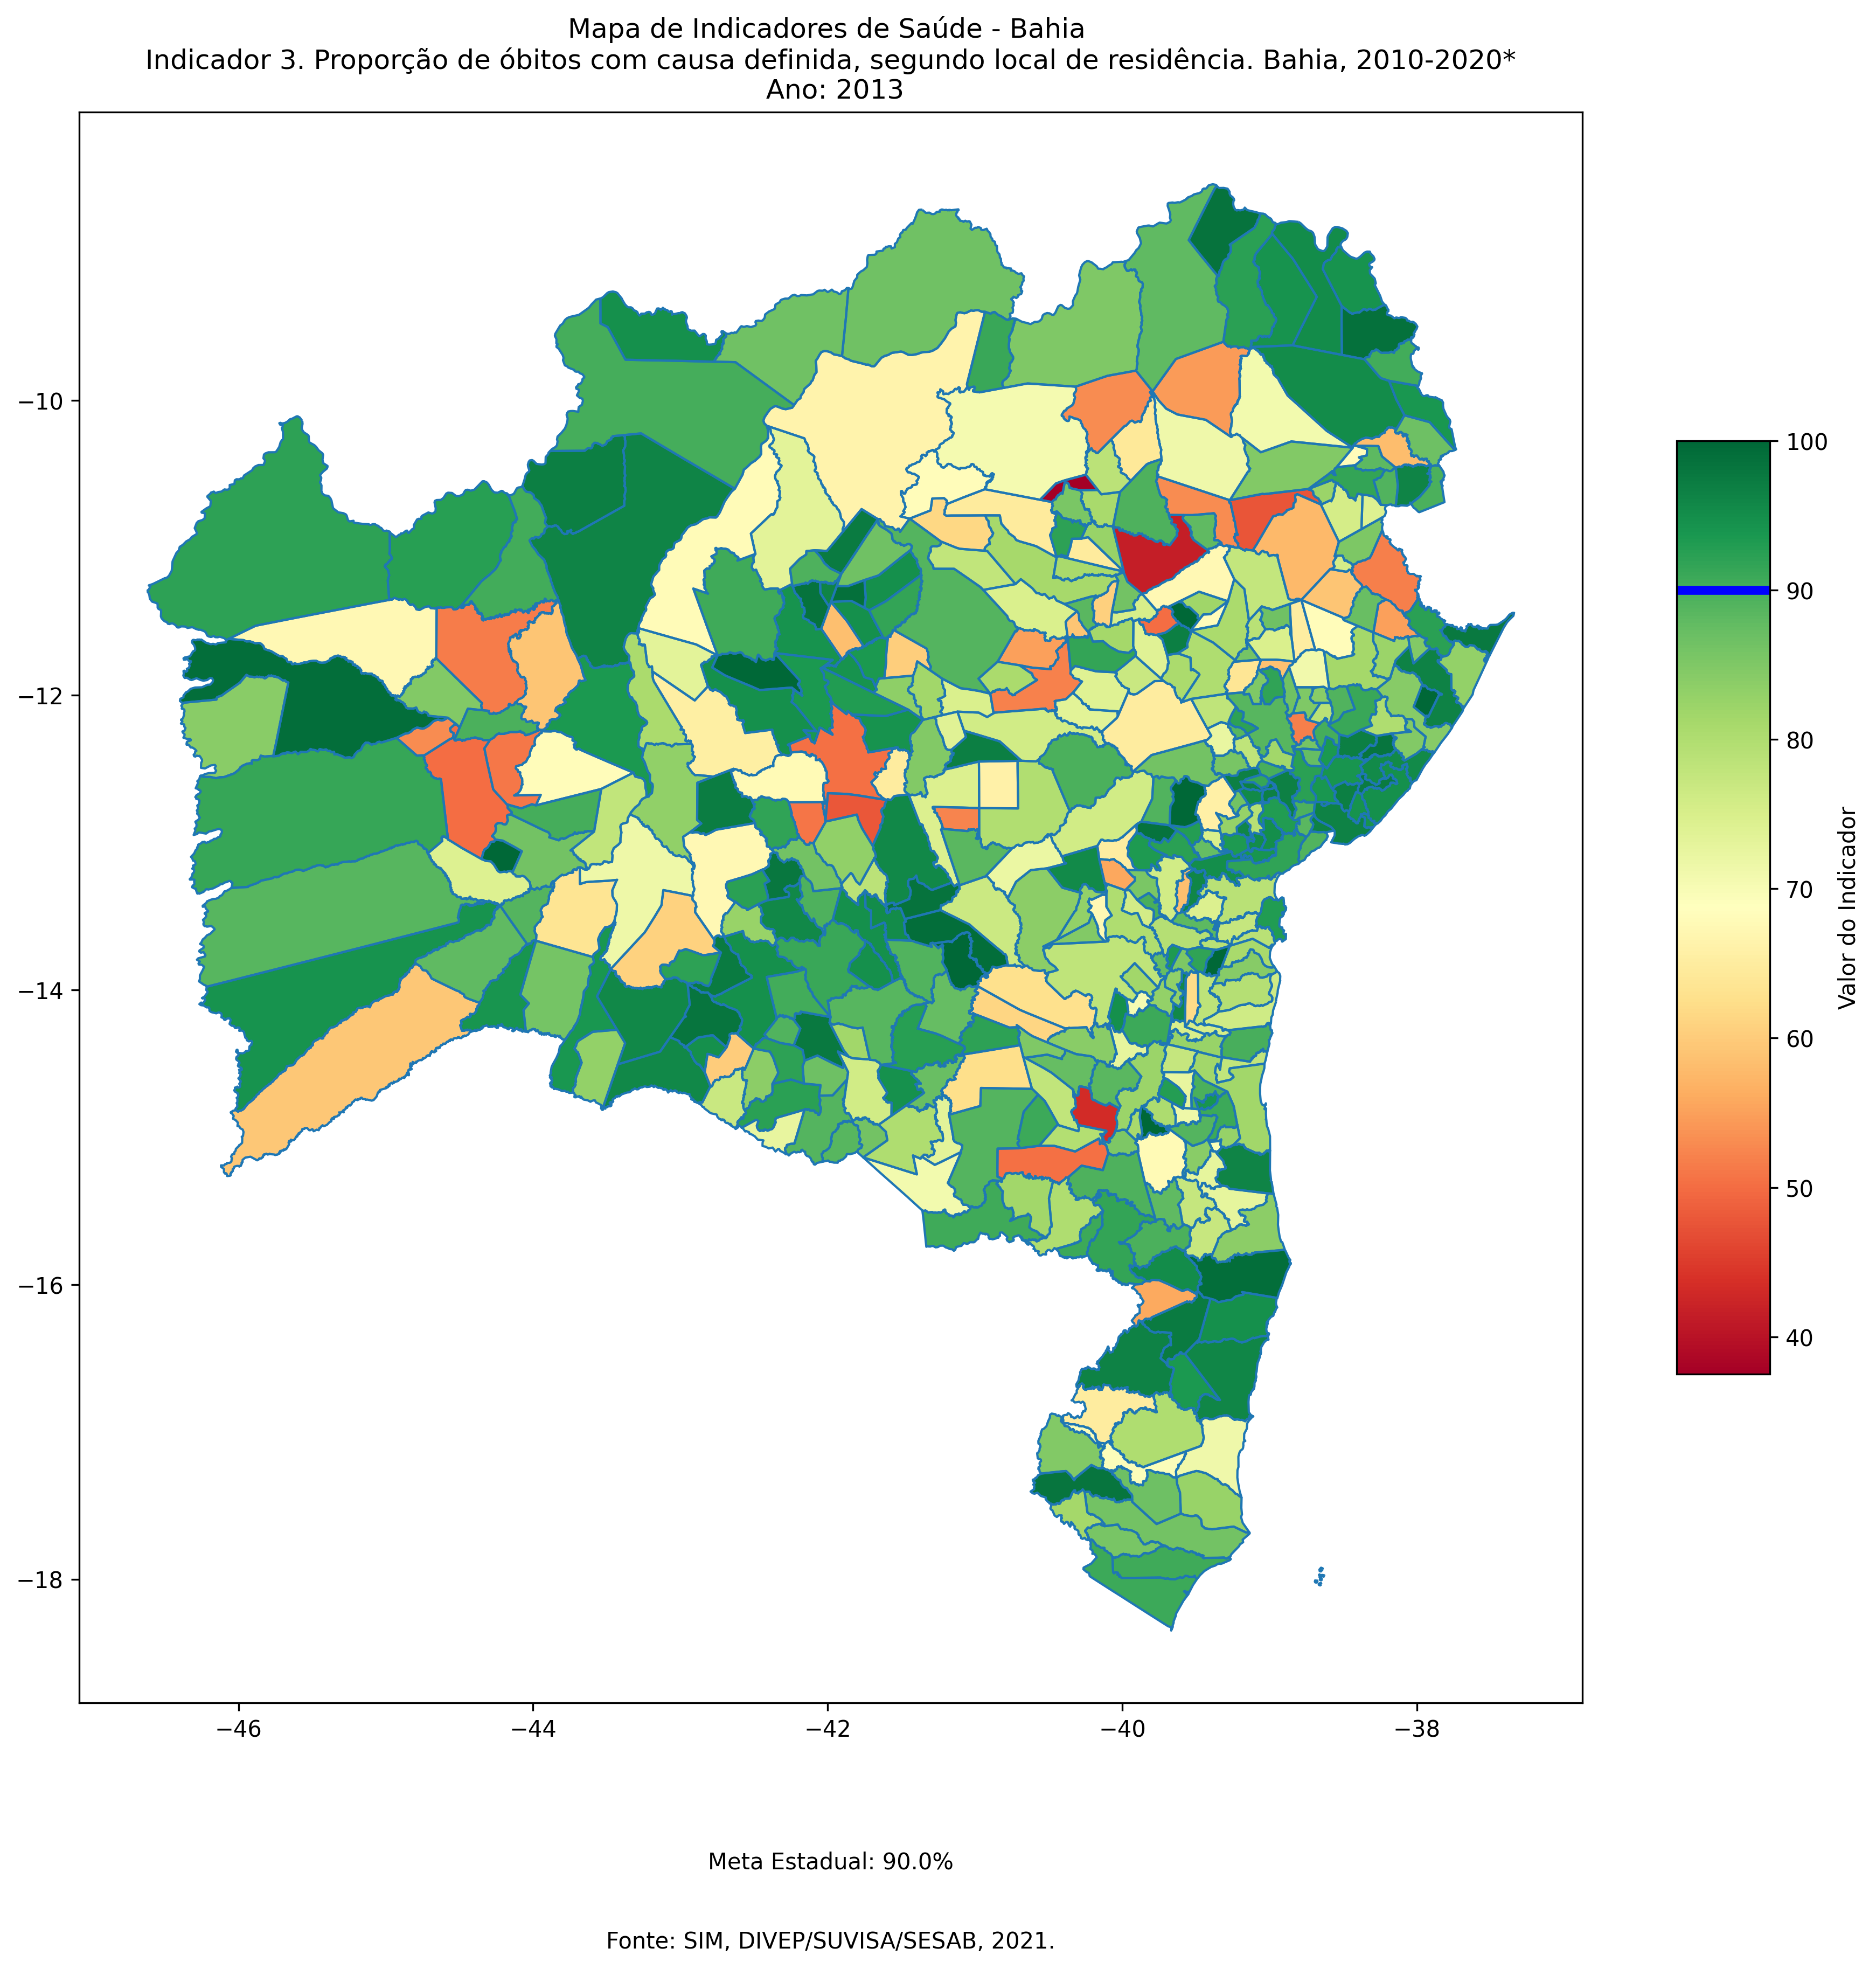 Mapa de Indicadores de Saúde - Bahia
Indicador 3. Proporção de óbitos com causa definida, segundo local de residência. Bahia, 2010-2020*
Ano: 2013
−10
−12
−14
−16
−18
−46
−44
−42
−40
−38
100
90
80
70
60
50
40
Valor do Indicador
Meta Estadual: 90.0%
Fonte: SIM, DIVEP/SUVISA/SESAB, 2021.